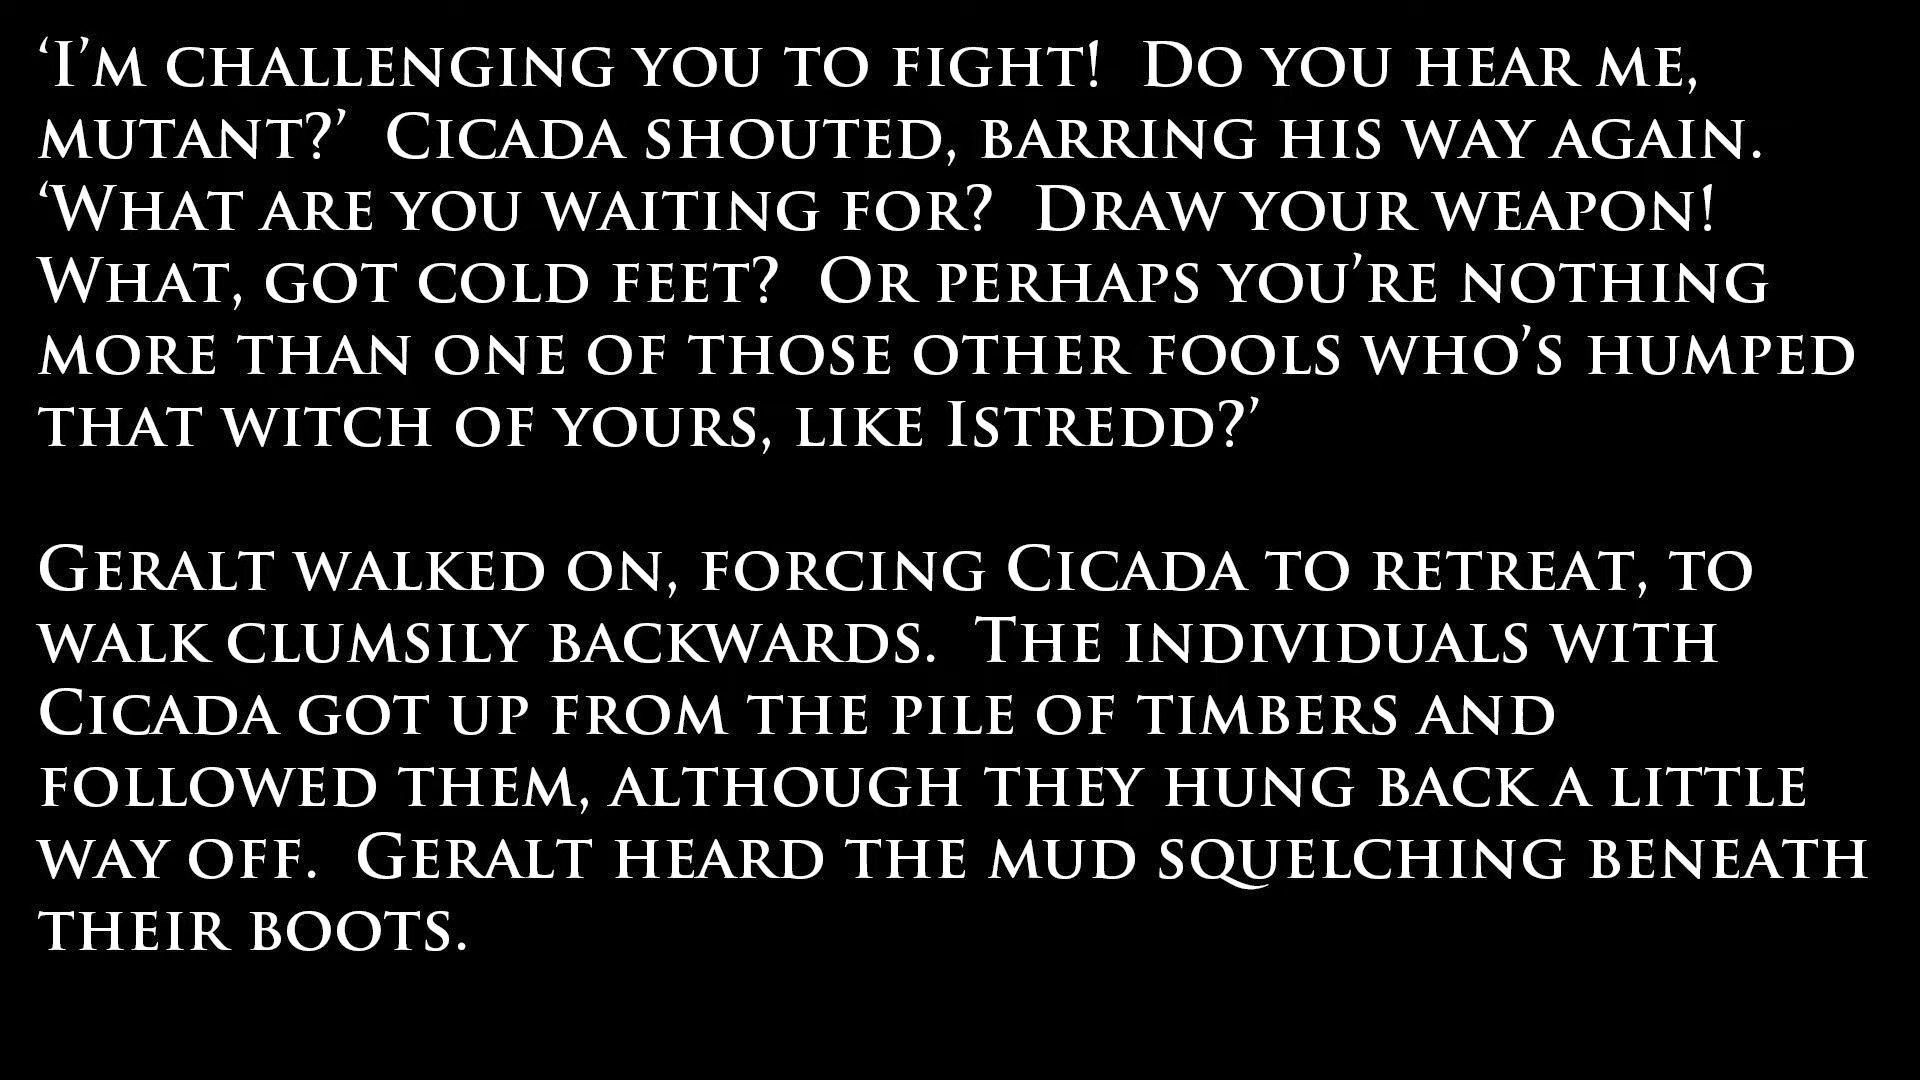 ‘I’m challenging you to fight!  Do you hear me,
mutant?’  Cicada shouted, barring his way again.
‘What are you waiting for?  Draw your weapon!
What, got cold feet?  Or perhaps you’re nothing
more than one of those other fools who’s humped
that witch of yours, like Istredd?’

Geralt walked on, forcing Cicada to retreat, to
walk clumsily backwards.  The individuals with
Cicada got up from the pile of timbers and
followed them, although they hung back a little
way off.  Geralt heard the mud squelching beneath
their boots.